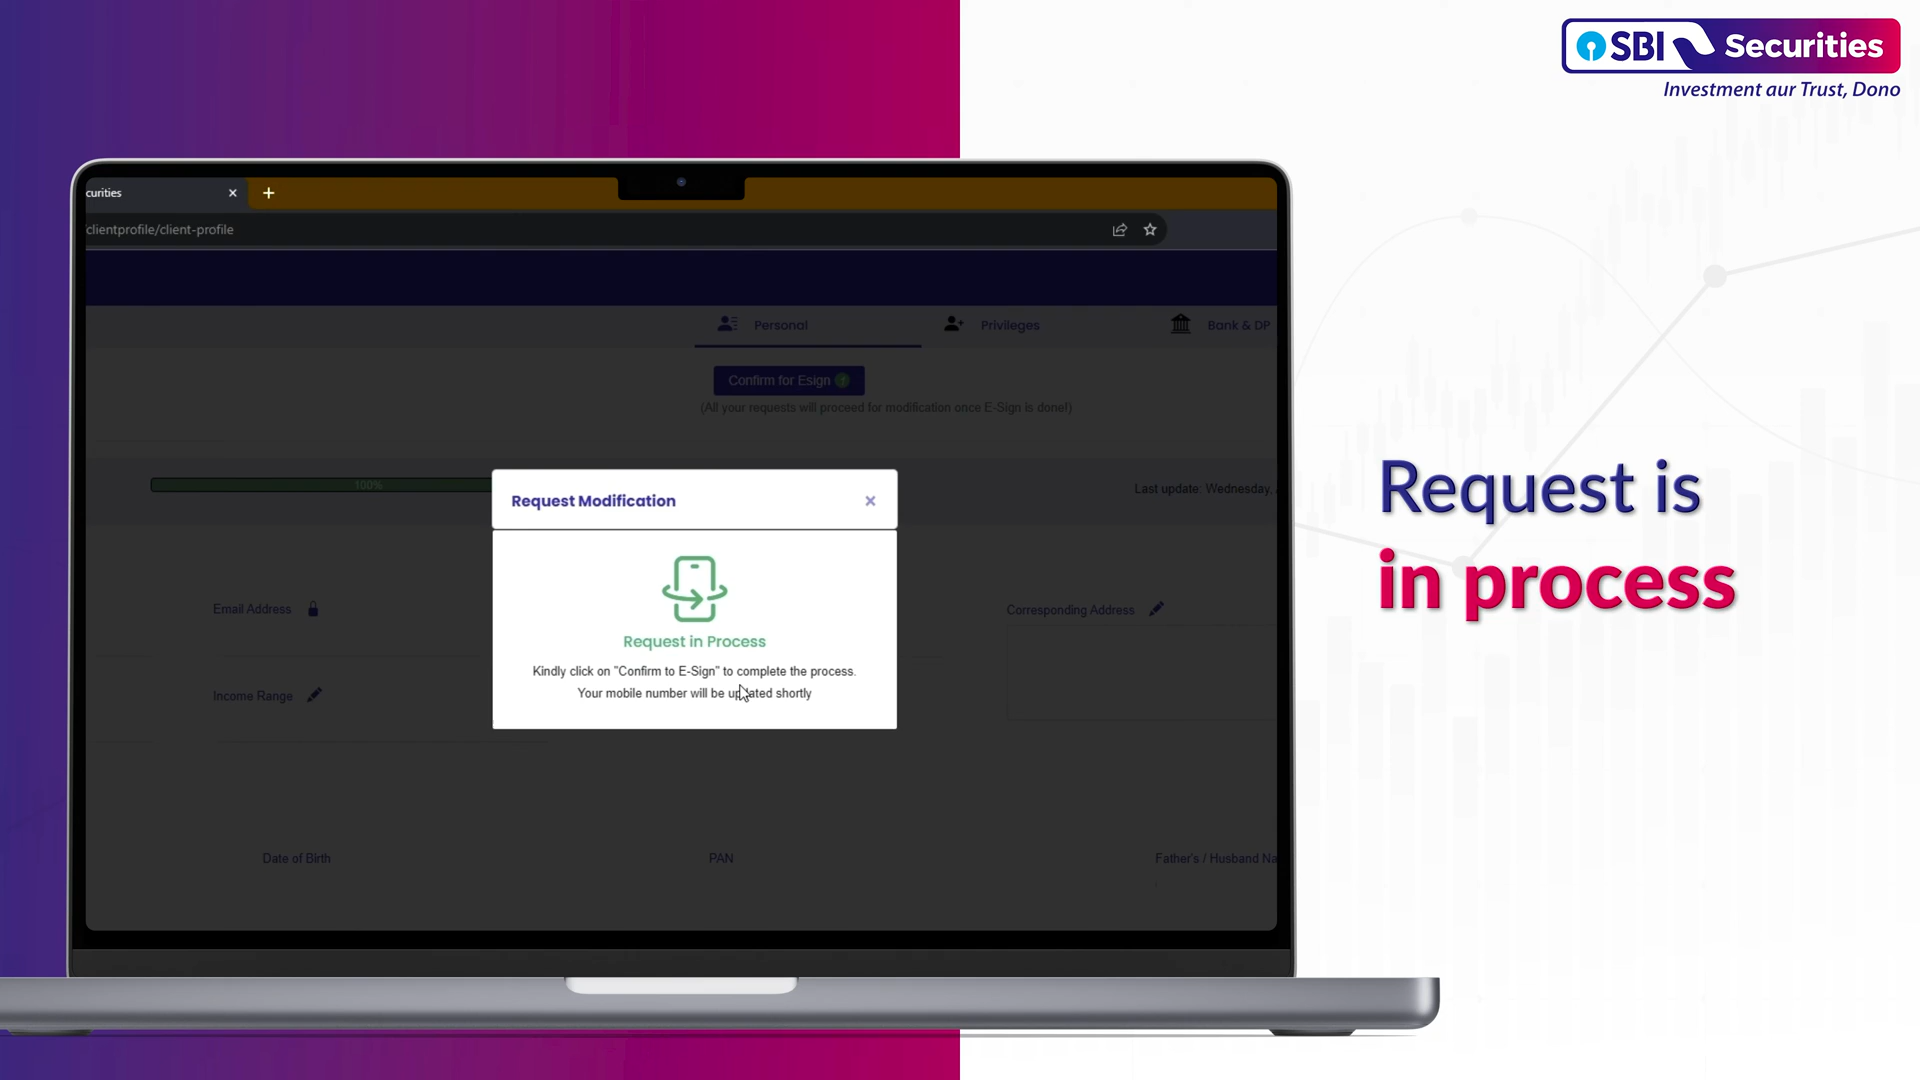 SBI Securities
Investment aur Trust, Dono
curities
clientprofile/client-profile
Personal
Privileges
Bank & DP
Confirm for Esign
(All your requests will proceed for modification once E-Sign is done!)
100%
Last update: Wednesday,
Request Modification
Request in Process
Kindly click on "Confirm to E-Sign" to complete the process.
Your mobile number will be updated shortly
Email Address
Corresponding Address
Income Range
Date of Birth
PAN
Father's / Husband Na
Request is
in process